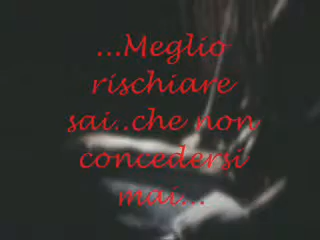 ...Meglio
rischiare
sai..che non
concedersi
mai...